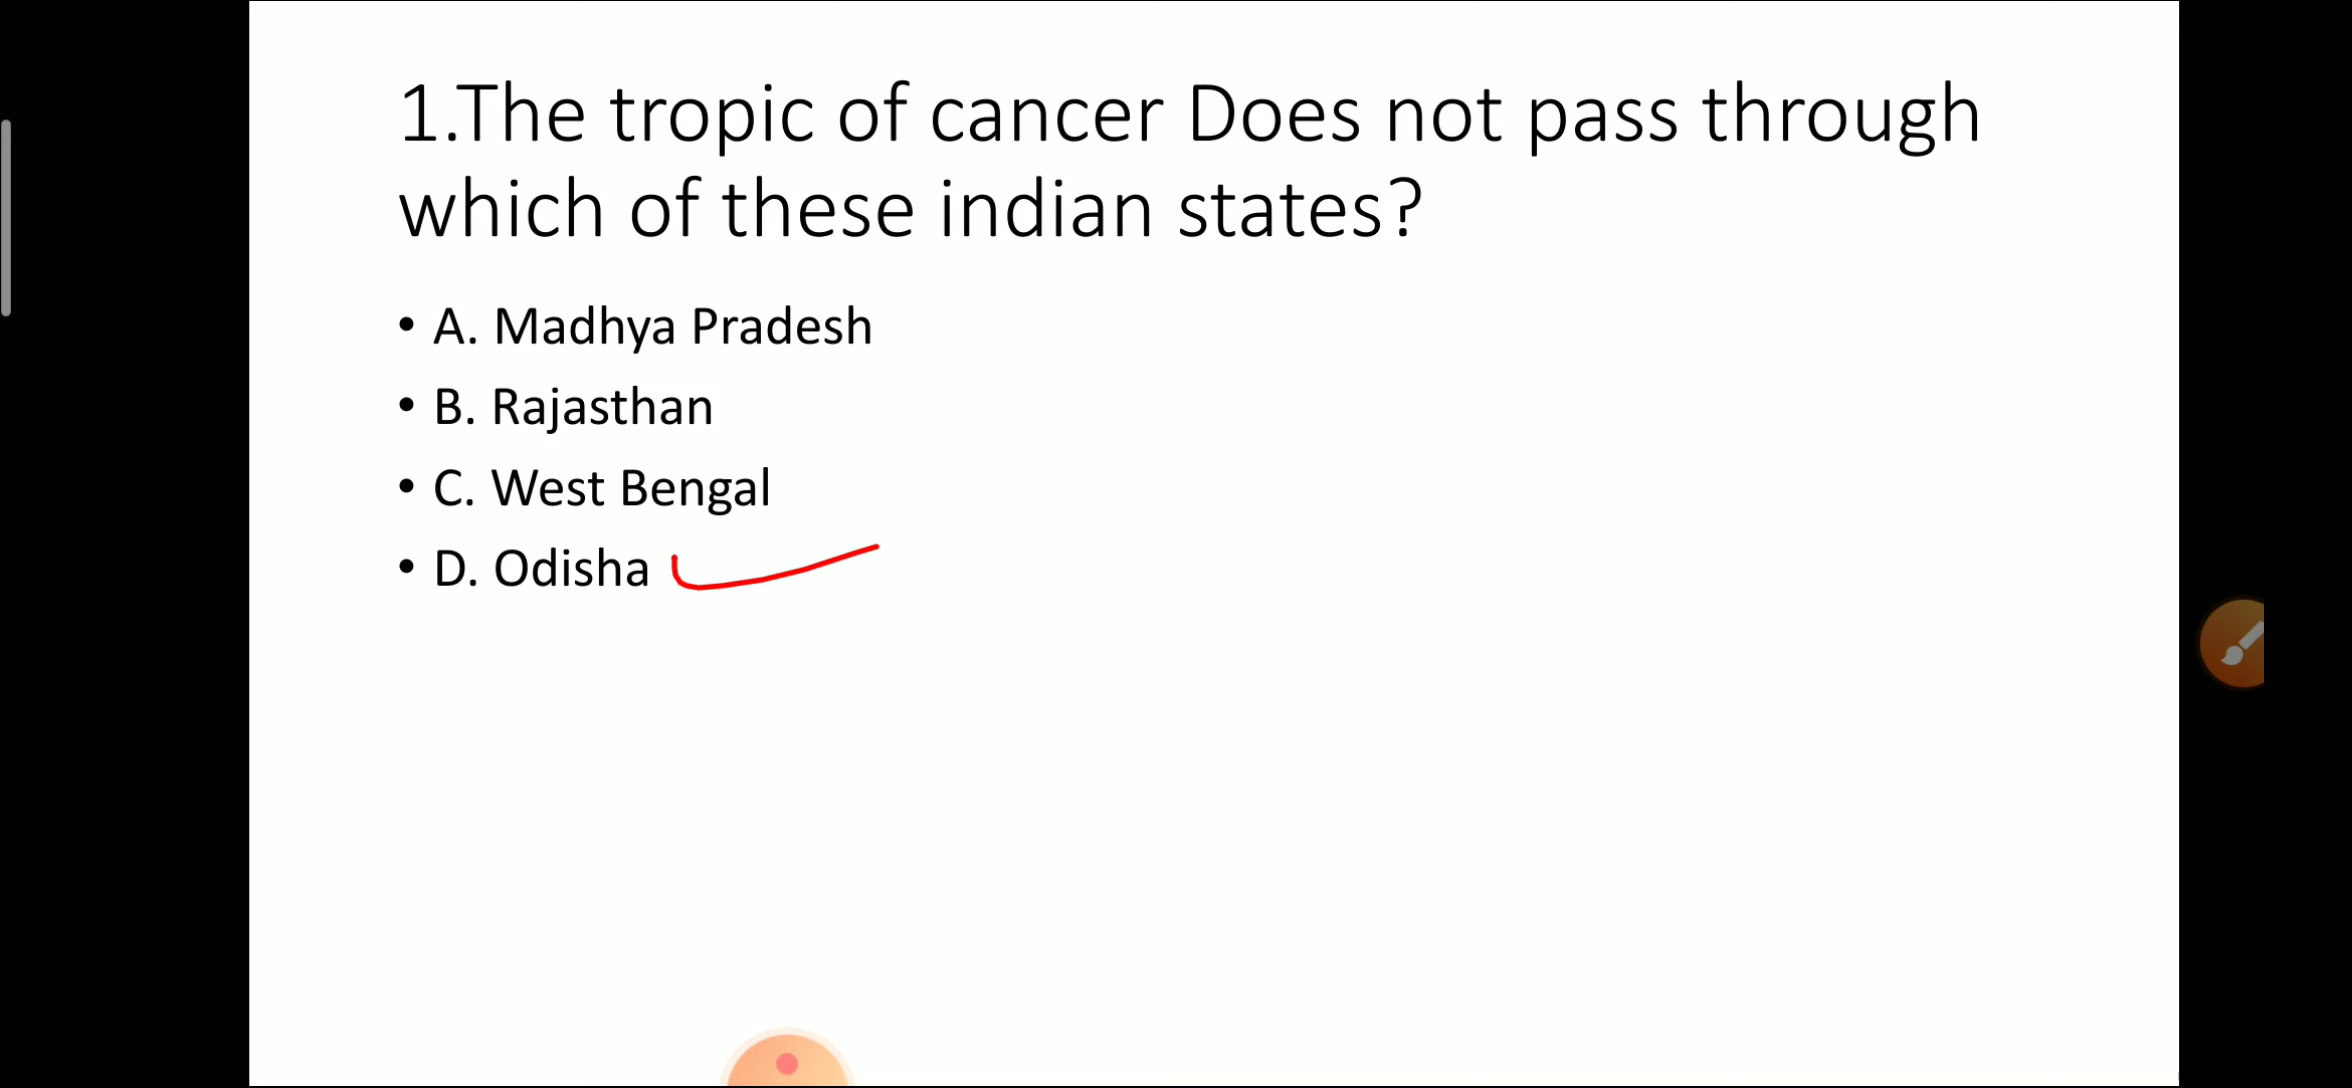 1.The tropic of cancer Does not pass through
which of these indian states?
• A. Madhya Pradesh
• B. Rajasthan
• C. West Bengal
• D. Odisha